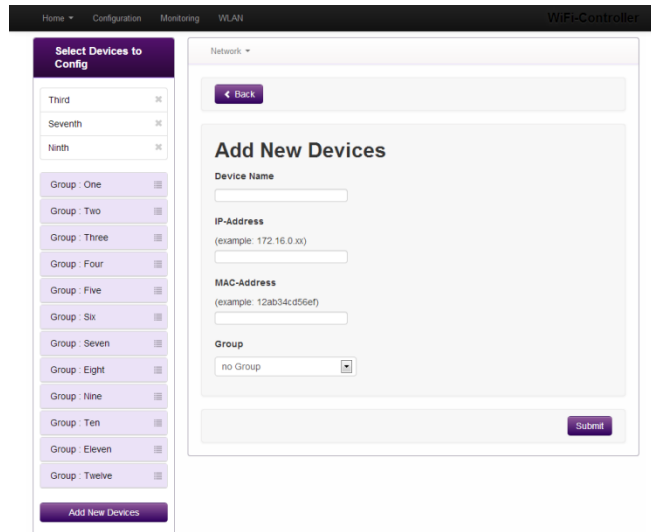 Home Configuration Monitoring WLAN WiFi-Controller
Select Devices to
Config
Third
Seventh
Ninth
Group : One
Group : Two
Group : Three
Group : Four
Group : Five
Group : Six
Group : Seven
Group : Eight
Group : Nine
Group : Ten
Group : Eleven
Group : Twelve
Add New Devices
Network
Back
Add New Devices
Device Name
IP-Address
(example: 172.16.0.xx)
MAC-Address
(example: 12ab34cd56ef)
Group
no Group
Submit